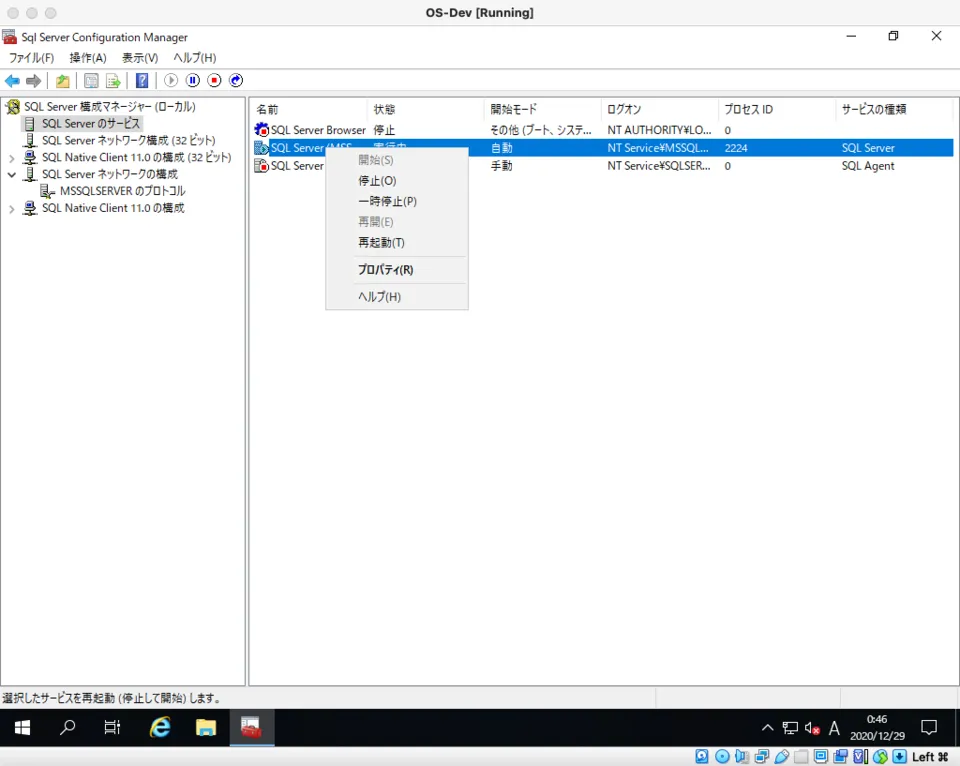 OS-Dev [Running]
Sql Server Configuration Manager
ファイル(F) 操作(A) 表示(V) ヘルプ(H)
SQL Server 構成マネージャー (ローカル)
SQL Server のサービス
SQL Server ネットワーク構成 (32 ビット)
SQL Native Client 11.0 の構成 (32 ビット)
SQL Server ネットワークの構成
MSSQLSERVER のプロトコル
SQL Native Client 11.0 の構成
名前 状態 開始モード ログオン プロセス ID サービスの種類
SQL Server Browser 停止 その他 (ブート、システ... NT AUTHORITY¥LO... 0
SQL Server (MSS 実行中 自動 NT Service¥MSSQL... 2224 SQL Server
SQL Server 手動 NT Service¥SQLSER... 0 SQL Agent
開始(S)
停止(O)
一時停止(P)
再開(E)
再起動(T)
プロパティ(R)
ヘルプ(H)
選択したサービスを再起動 (停止して開始) します。
A
0:46
2020/12/29
Left ⌘